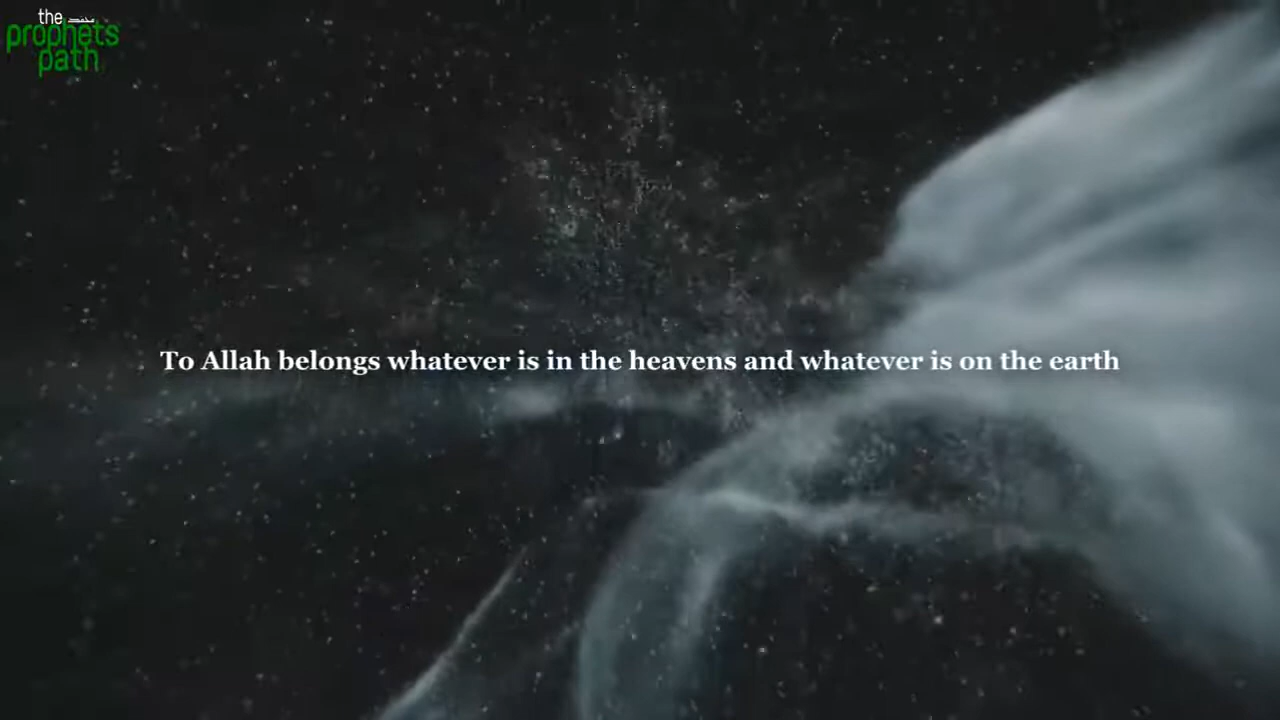 the
prophets
path
To Allah belongs whatever is in the heavens and whatever is on the earth